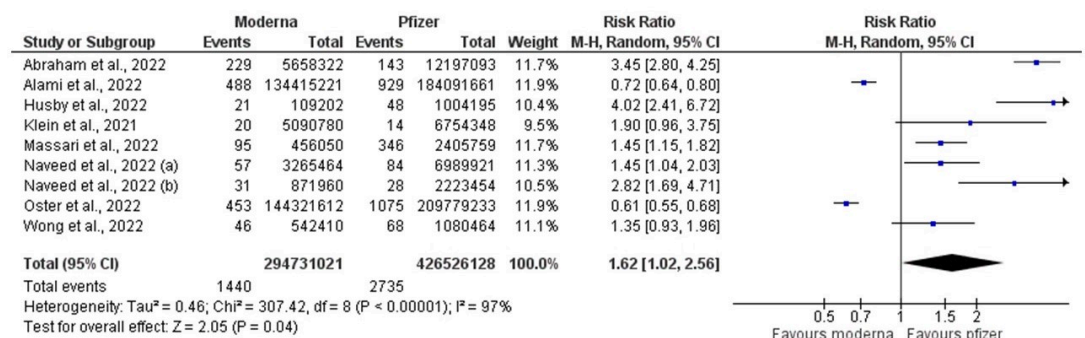 Moderna Pfizer Risk Ratio Risk Ratio
Study or Subgroup Events Total Events Total Weight M-H, Random, 95% CI M-H, Random, 95% CI
Abraham et al., 2022 229 5658322 143 12197093 11.7% 3.45 [2.80, 4.25]
Alami et al., 2022 488 134415221 929 184091661 11.9% 0.72 [0.64, 0.80]
Husby et al., 2022 21 109202 48 1004195 10.4% 4.02 [2.41, 6.72]
Klein et al., 2021 20 5090780 14 6754348 9.5% 1.90 [0.96, 3.75]
Massari et al., 2022 95 456050 346 2405759 11.7% 1.45 [1.15, 1.82]
Naveed et al., 2022 (a) 57 3265464 84 6989921 11.3% 1.45 [1.04, 2.03]
Naveed et al., 2022 (b) 31 871960 28 2223454 10.5% 2.82 [1.69, 4.71]
Oster et al., 2022 453 144321612 1075 209779233 11.9% 0.61 [0.55, 0.68]
Wong et al., 2022 46 542410 68 1080464 11.1% 1.35 [0.93, 1.96]
Total (95% CI) 294731021 426526128 100.0% 1.62 [1.02, 2.56]
Total events 1440 2735
Heterogeneity: Tau² = 0.46; Chi² = 307.42, df = 8 (P < 0.00001); I² = 97%
Test for overall effect: Z = 2.05 (P = 0.04)
0.5 0.7 1 1.5 2
Favours moderna Favours pfizer